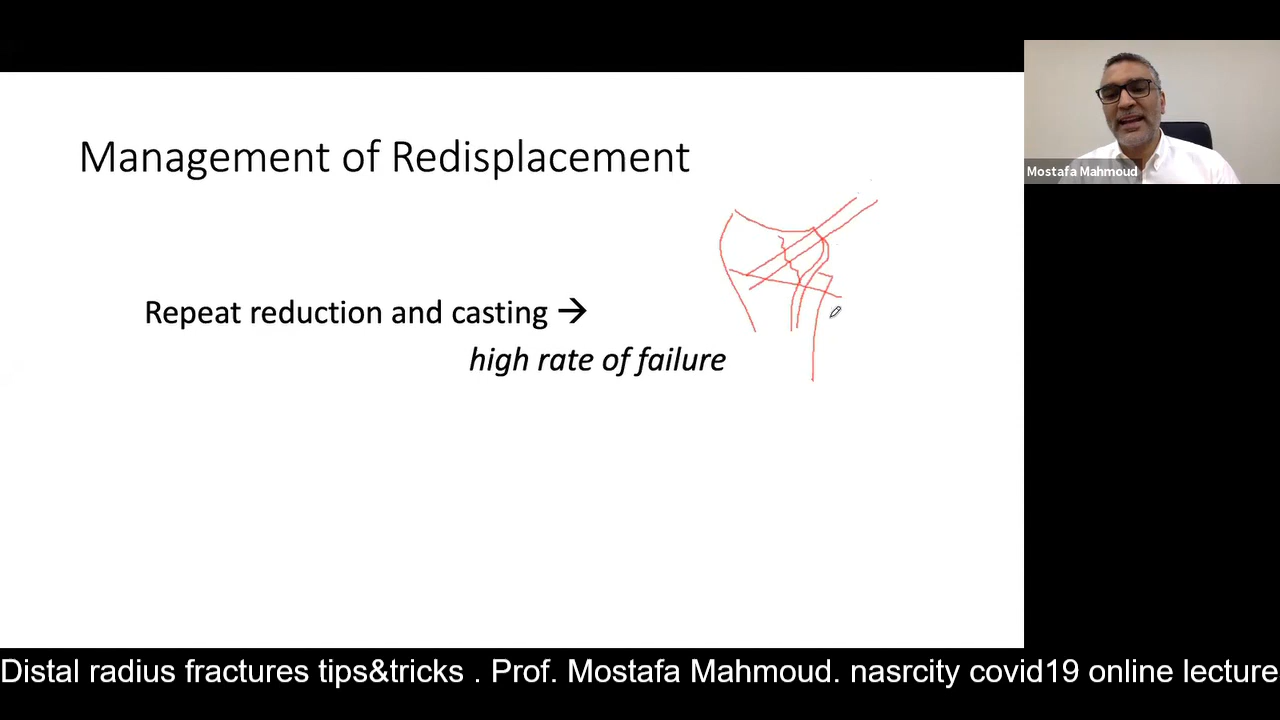 Management of Redisplacement
Mostafa Mahmoud
Repeat reduction and casting →
high rate of failure
Distal radius fractures tips&tricks . Prof. Mostafa Mahmoud. nasrcity covid19 online lecture